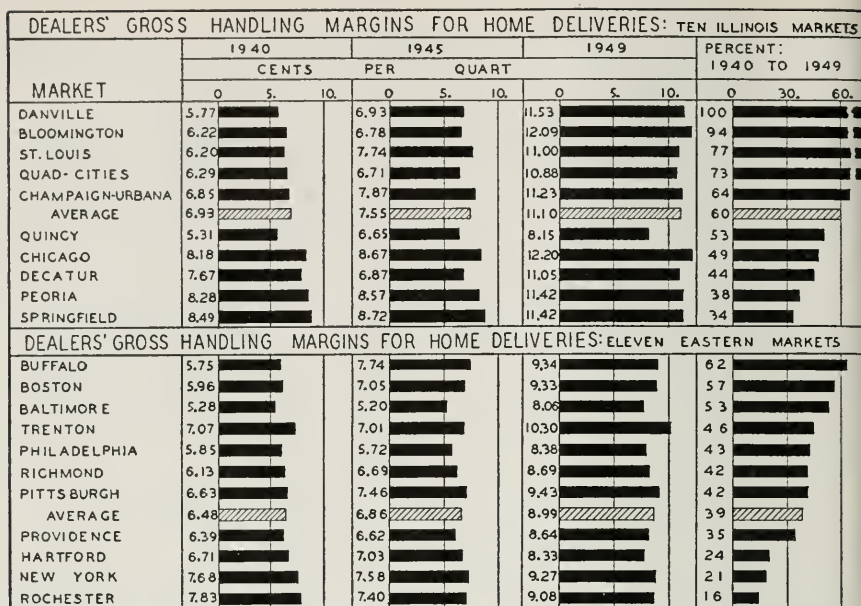 DEALERS' GROSS HANDLING MARGINS FOR HOME DELIVERIES: TEN ILLINOIS MARKETS
1940 1945 1949 PERCENT:
CENTS PER QUART 1940 TO 1949
MARKET 0 5. 10. 0 5. 10. 0 5. 10. 0 30. 60.
DANVILLE 5.77 6.93 11.53 100
BLOOMINGTON 6.22 6.78 12.09 94
ST. LOUIS 6.20 7.74 11.00 77
QUAD-CITIES 6.29 6.71 10.88 73
CHAMPAIGN-URBANA 6.85 7.87 11.23 64
AVERAGE 6.93 7.55 11.10 60
QUINCY 5.31 6.65 8.15 53
CHICAGO 8.18 8.67 12.20 49
DECATUR 7.67 6.87 11.05 44
PEORIA 8.28 8.57 11.42 38
SPRINGFIELD 8.49 8.72 11.42 34
DEALERS' GROSS HANDLING MARGINS FOR HOME DELIVERIES: ELEVEN EASTERN MARKETS
BUFFALO 5.75 7.74 9.34 62
BOSTON 5.96 7.05 9.33 57
BALTIMORE 5.28 5.20 8.06 53
TRENTON 7.07 7.01 10.30 46
PHILADELPHIA 5.85 5.72 8.38 43
RICHMOND 6.13 6.69 8.69 42
PITTSBURGH 6.63 7.46 9.43 42
AVERAGE 6.48 6.86 8.99 39
PROVIDENCE 6.39 6.62 8.64 35
HARTFORD 6.71 7.03 8.33 24
NEW YORK 7.68 7.58 9.27 21
ROCHESTER 7.83 7.40 9.08 16